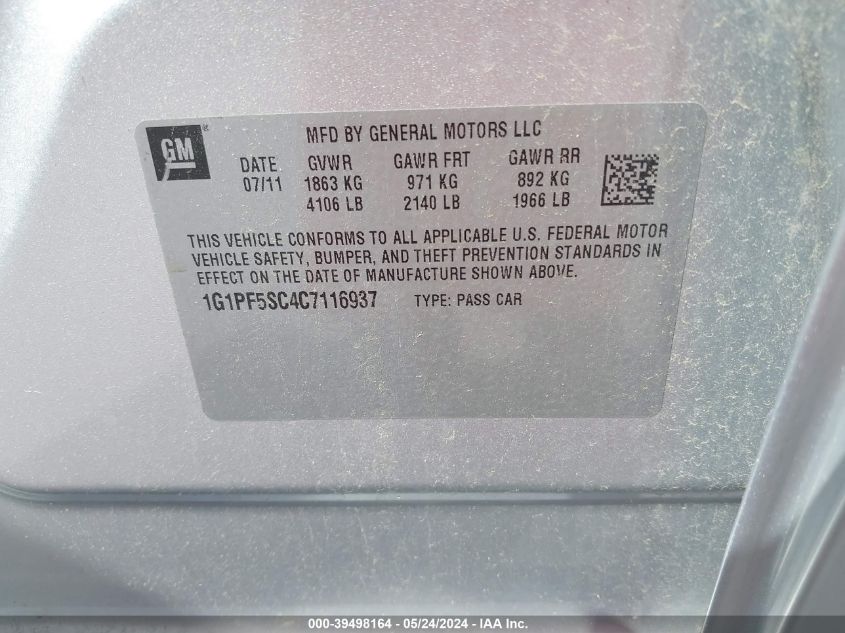 GM ®
MFD BY GENERAL MOTORS LLC
DATE GVWR GAWR FRT GAWR RR
07/11 1863 KG 971 KG 892 KG
4106 LB 2140 LB 1966 LB
THIS VEHICLE CONFORMS TO ALL APPLICABLE U.S. FEDERAL MOTOR
VEHICLE SAFETY, BUMPER, AND THEFT PREVENTION STANDARDS IN
EFFECT ON THE DATE OF MANUFACTURE SHOWN ABOVE.
1G1PF5SC4C7116937 TYPE: PASS CAR
000-39498164 - 05/24/2024 - IAA Inc.